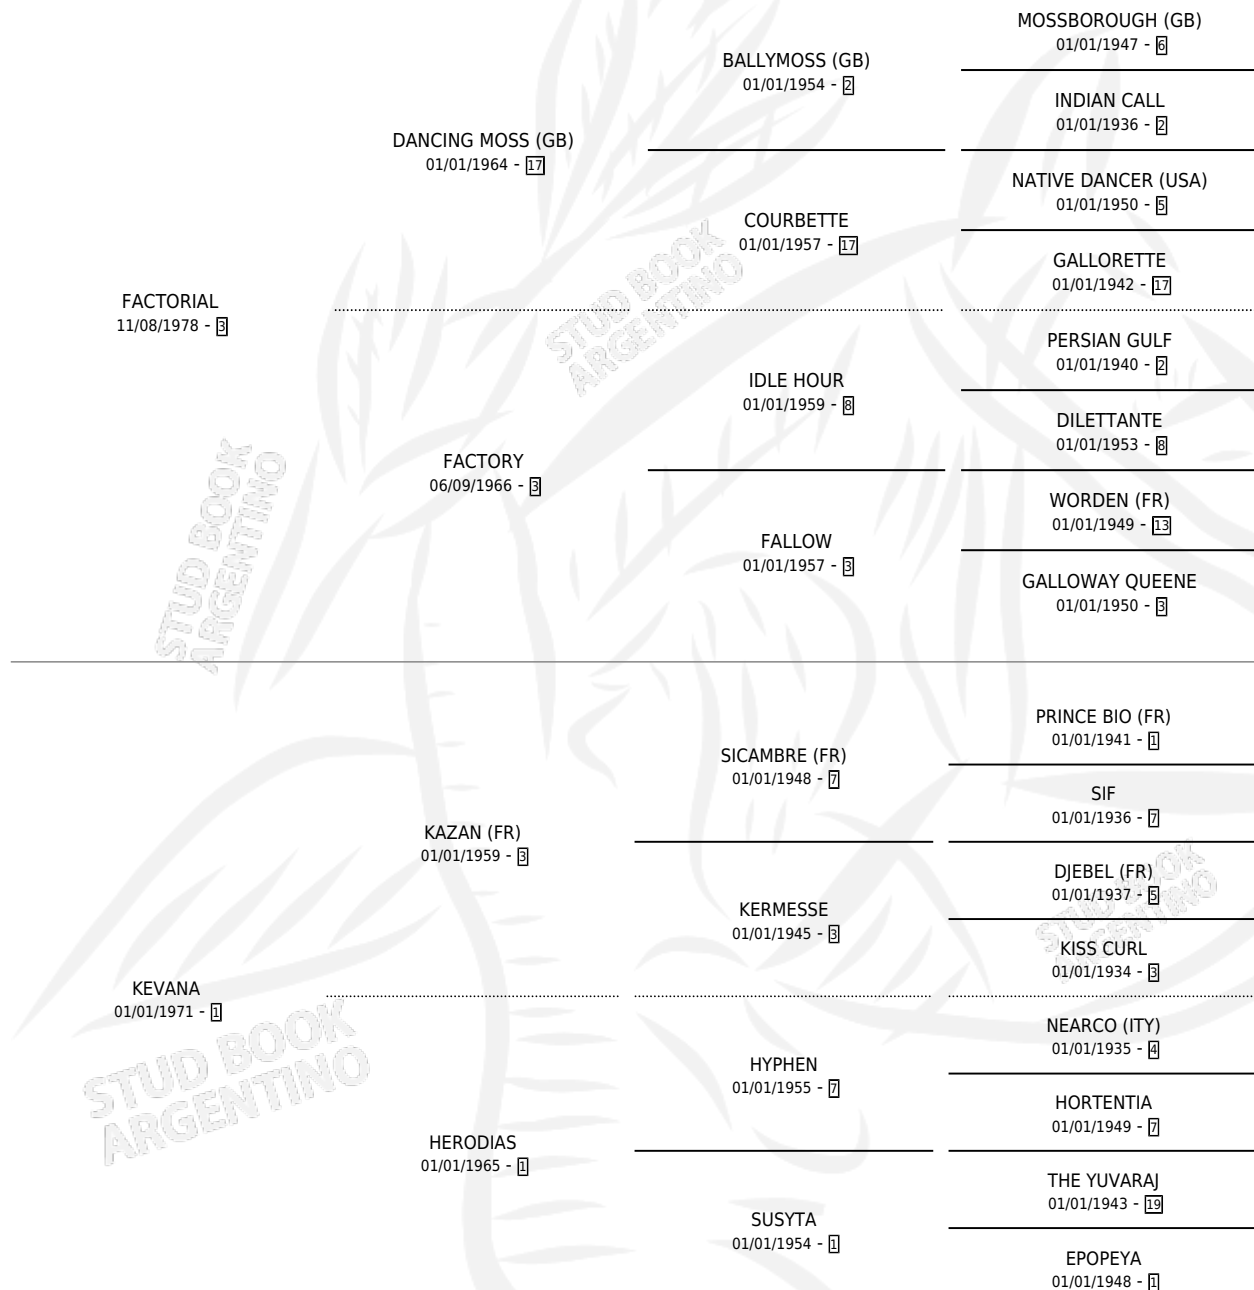 MOSSBOROUGH (GB)
01/01/1947 - 6
BALLYMOSS (GB)
01/01/1954 - 2
INDIAN CALL
01/01/1936 - 2
DANCING MOSS (GB)
01/01/1964 - 17
NATIVE DANCER (USA)
01/01/1950 - 5
COURBETTE
01/01/1957 - 17
GALLORETTE
01/01/1942 - 17
FACTORIAL
11/08/1978 - 3
PERSIAN GULF
01/01/1940 - 2
IDLE HOUR
01/01/1959 - 8
DILETTANTE
01/01/1953 - 8
FACTORY
06/09/1966 - 3
WORDEN (FR)
01/01/1949 - 13
FALLOW
01/01/1957 - 3
GALLOWAY QUEENE
01/01/1950 - 3
PRINCE BIO (FR)
01/01/1941 - 1
SICAMBRE (FR)
01/01/1948 - 7
SIF
01/01/1936 - 7
KAZAN (FR)
01/01/1959 - 3
DJEBEL (FR)
01/01/1937 - 5
KERMESSE
01/01/1945 - 3
KISS CURL
01/01/1934 - 3
KEVANA
01/01/1971 - 1
NEARCO (ITY)
01/01/1935 - 4
HYPHEN
01/01/1955 - 7
HORTENTIA
01/01/1949 - 7
HERODIAS
01/01/1965 - 1
THE YUVARAJ
01/01/1943 - 19
SUSYTA
01/01/1954 - 1
EPOPEYA
01/01/1948 - 1
STUD BOOK
ARGENTINO
STUD BOOK
ARGENTINO
STUD BOOK
ARGENTINO
STUD BOOK
ARGENTINO